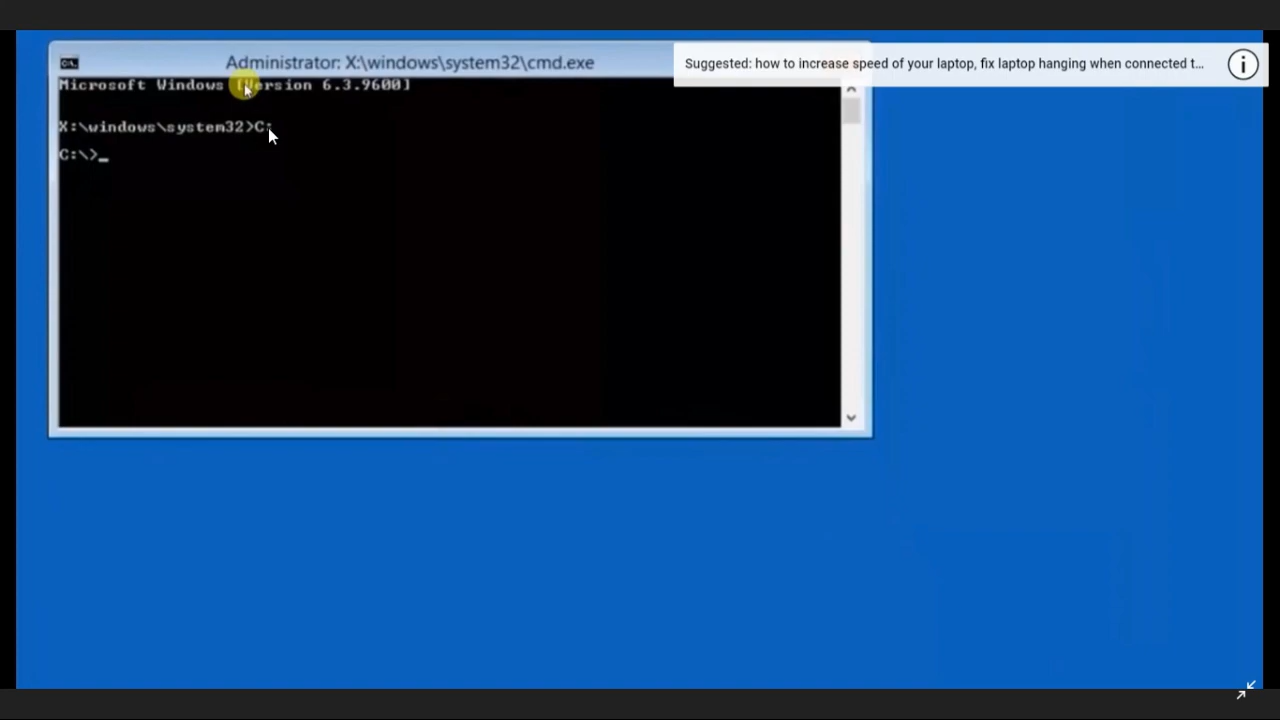 Administrator: X:\windows\system32\cmd.exe
Suggested: how to increase speed of your laptop, fix laptop hanging when connected t...
Microsoft Windows [Version 6.3.9600]
X:\windows\system32>C:
C:\>_